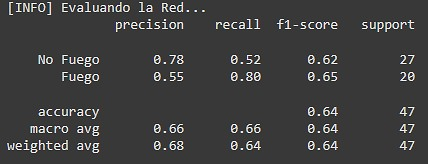 [INFO] Evaluando la Red...
precision recall f1-score support
No Fuego 0.78 0.52 0.62 27
Fuego 0.55 0.80 0.65 20
accuracy 0.64 47
macro avg 0.66 0.66 0.64 47
weighted avg 0.68 0.64 0.64 47